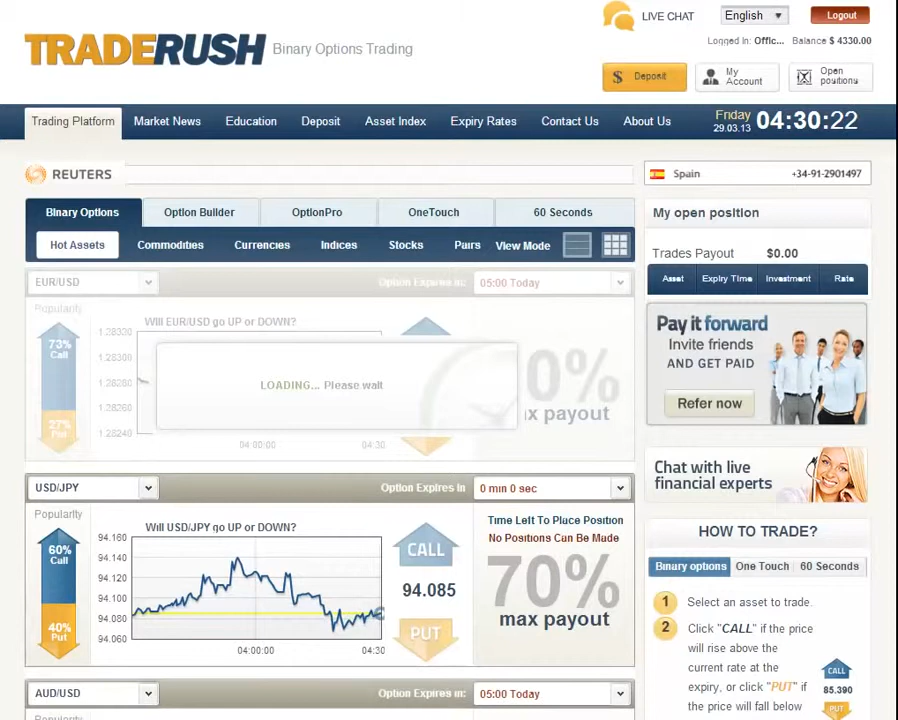 LIVE CHAT
English
Logout
TRADERUSH
Binary Options Trading
Logged In: Offic... Balance $ 4330.00
Deposit
My Account
Open positions
Trading Platform
Market News
Education
Deposit
Asset Index
Expiry Rates
Contact Us
About Us
Friday
29.03.13
04:30:22
REUTERS
Spain
+34-91-2901497
Binary Options
Option Builder
OptionPro
OneTouch
60 Seconds
Hot Assets
Commodities
Currencies
Indices
Stocks
Pairs
View Mode
EUR/USD
Option Expires in:
05:00 Today
Popularity
Will EUR/USD go UP or DOWN?
73%
Call
27%
Put
1.28320
1.28300
1.28280
1.28260
1.28240
04:00:00
04:30
LOADING... Please wait
0%
ax payout
USD/JPY
Option Expires in
0 min 0 sec
Popularity
Will USD/JPY go UP or DOWN?
60%
Call
40%
Put
94.160
94.140
94.120
94.100
94.080
94.060
04:00:00
04:30
CALL
94.085
PUT
Time Left To Place Position
No Positions Can Be Made
70%
max payout
AUD/USD
Option Expires in:
05:00 Today
My open position
Trades Payout $0.00
Asset
Expiry Time
Investment
Rate
Pay it forward
Invite friends
AND GET PAID
Refer now
Chat with live
financial experts
HOW TO TRADE?
Binary options
One Touch
60 Seconds
1 Select an asset to trade.
2 Click "CALL" if the price
will rise above the
current rate at the
expiry, or click "PUT" if
the price will fall below
CALL
85.390
PUT